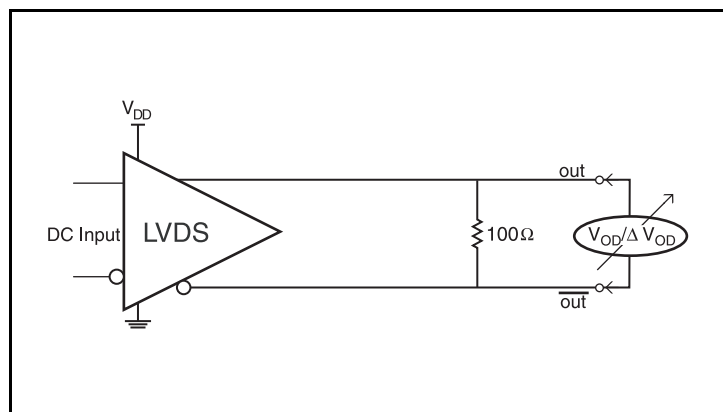 V_DD
out
DC Input
LVDS
100Ω
V_OD/Δ V_OD
out